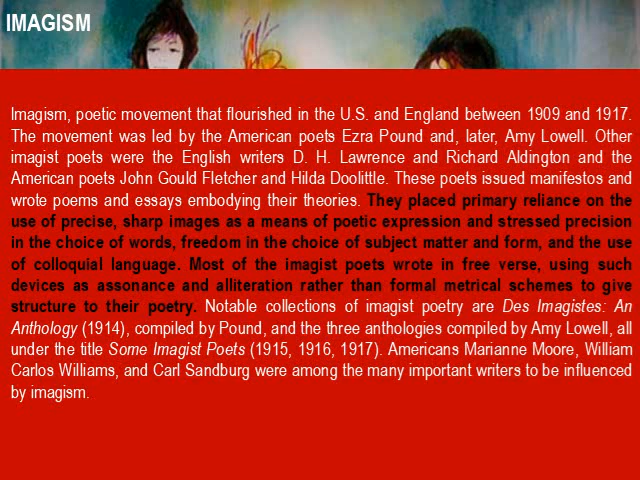 IMAGISM
Imagism, poetic movement that flourished in the U.S. and England between 1909 and 1917.
The movement was led by the American poets Ezra Pound and, later, Amy Lowell. Other
imagist poets were the English writers D. H. Lawrence and Richard Aldington and the
American poets John Gould Fletcher and Hilda Doolittle. These poets issued manifestos and
wrote poems and essays embodying their theories. They placed primary reliance on the
use of precise, sharp images as a means of poetic expression and stressed precision
in the choice of words, freedom in the choice of subject matter and form, and the use
of colloquial language. Most of the imagist poets wrote in free verse, using such
devices as assonance and alliteration rather than formal metrical schemes to give
structure to their poetry. Notable collections of imagist poetry are Des Imagistes: An
Anthology (1914), compiled by Pound, and the three anthologies compiled by Amy Lowell, all
under the title Some Imagist Poets (1915, 1916, 1917). Americans Marianne Moore, William
Carlos Williams, and Carl Sandburg were among the many important writers to be influenced
by imagism.